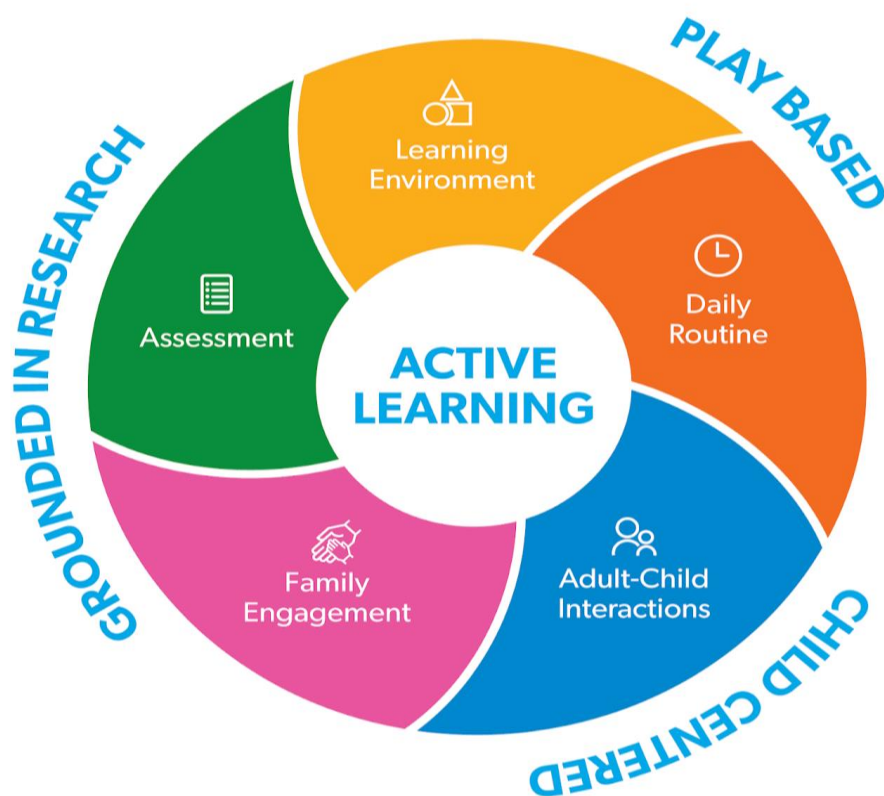 PLAY BASED
Learning
Environment
Daily
Routine
GROUNDED IN RESEARCH
Assessment
ACTIVE
LEARNING
Family
Engagement
Adult-Child
Interactions
CHILD CENTERED